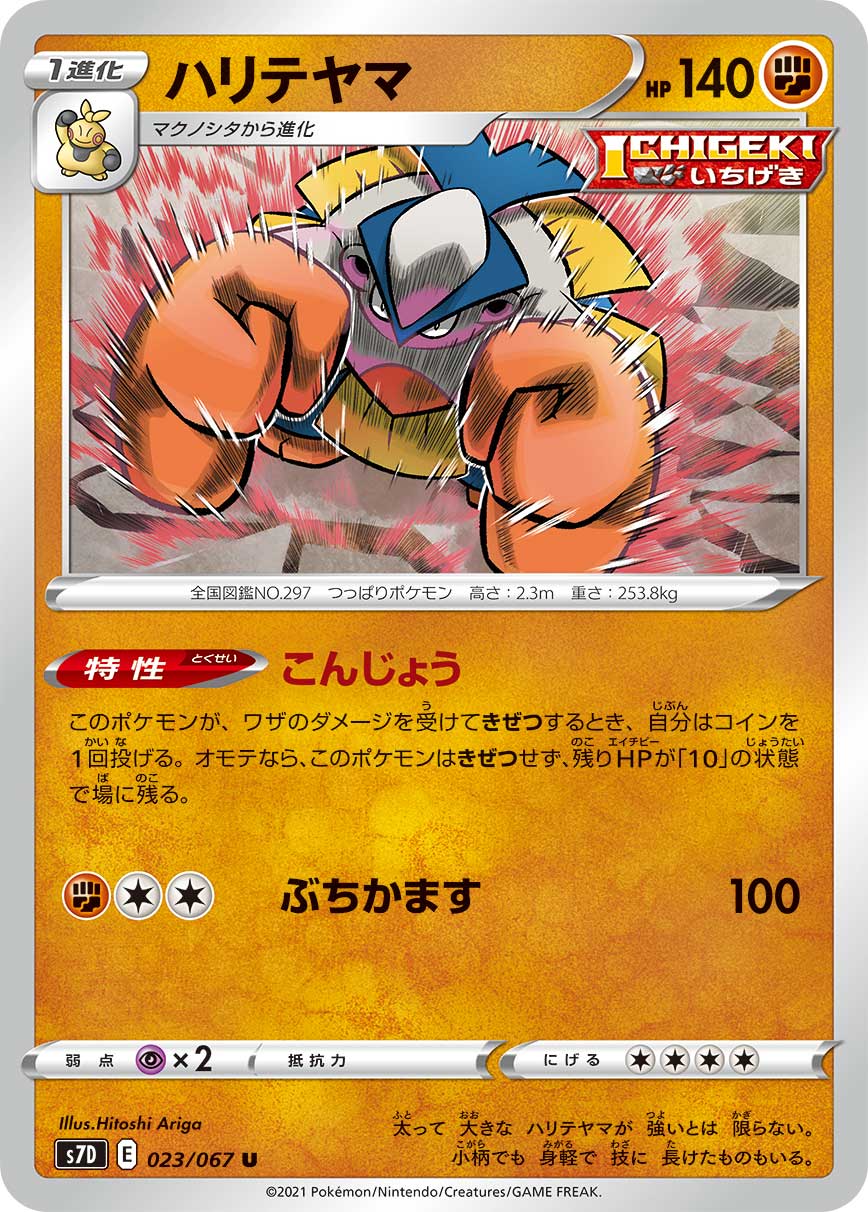 1進化
ハリテヤマ
HP 140
マクノシタから進化
ICHIGEKI
いちげき
全国図鑑NO.297 つっぱりポケモン 高さ:2.3m 重さ:253.8kg
特性 とくせい こんじょう
このポケモンが、ワザのダメージを受けてきぜつするとき、自分はコインを
1回投げる。オモテなら、このポケモンはきぜつせず、残りHPが「10」の状態
で場に残る。
ぶちかます 100
弱点 ×2 抵抗力 にげる
Illus.Hitoshi Ariga
太って 大きな ハリテヤマが 強いとは 限らない。
小柄でも 身軽で 技に 長けたものもいる。
s7D E 023/067 U
©2021 Pokémon/Nintendo/Creatures/GAME FREAK.